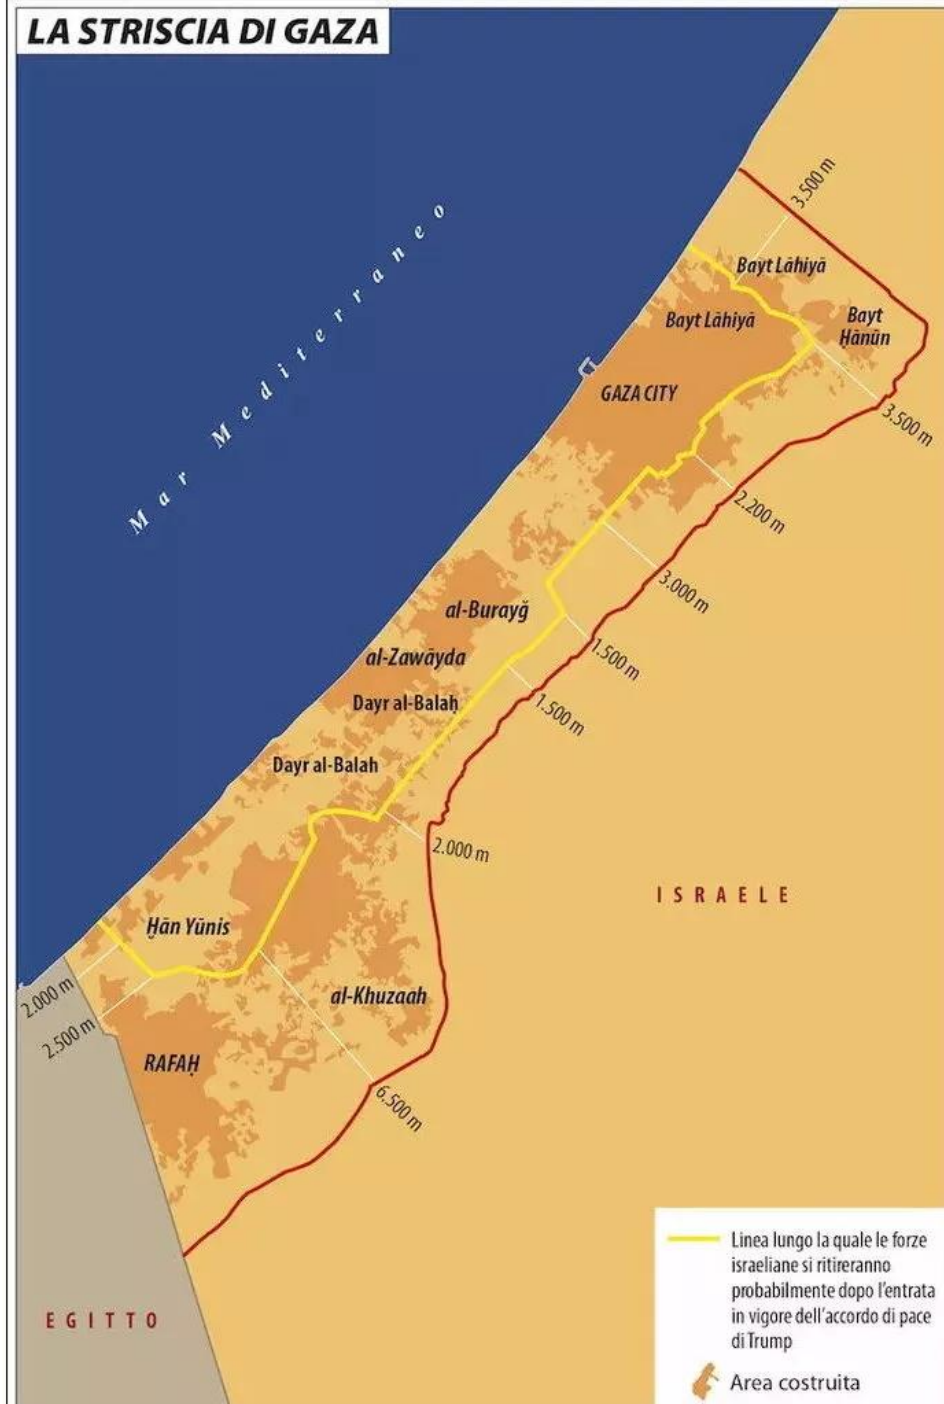 LA STRISCIA DI GAZA
3.500 m
Mar Mediterraneo
Bayt Lāhiyā
Bayt Lāhiyā
Bayt
Ḥānūn
GAZA CITY
3.500 m
2.200 m
3.000 m
al-Burayǧ
1.500 m
al-Zawāyda
Dayr al-Balaḥ
1.500 m
Dayr al-Balah
2.000 m
ISRAELE
Ḫān Yūnis
2.000 m
al-Khuzaah
2.500 m
RAFAḤ
6.500 m
EGITTO
Linea lungo la quale le forze
israeliane si ritireranno
probabilmente dopo l'entrata
in vigore dell'accordo di pace
di Trump
Area costruita